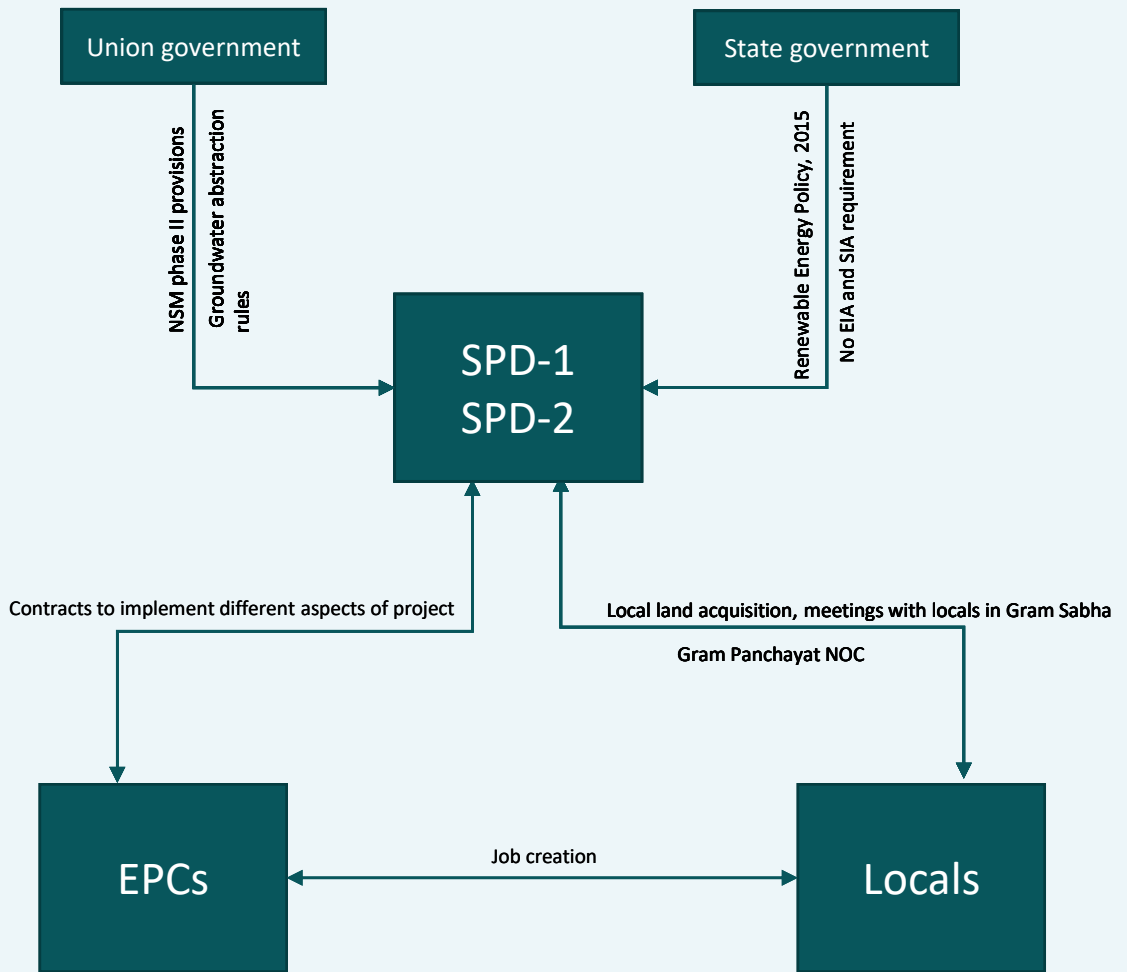 Union government
State government
NSM phase II provisions
Groundwater abstraction
rules
Renewable Energy Policy, 2015
No EIA and SIA requirement
SPD-1
SPD-2
Contracts to implement different aspects of project
Local land acquisition, meetings with locals in Gram Sabha
Gram Panchayat NOC
EPCs
Job creation
Locals